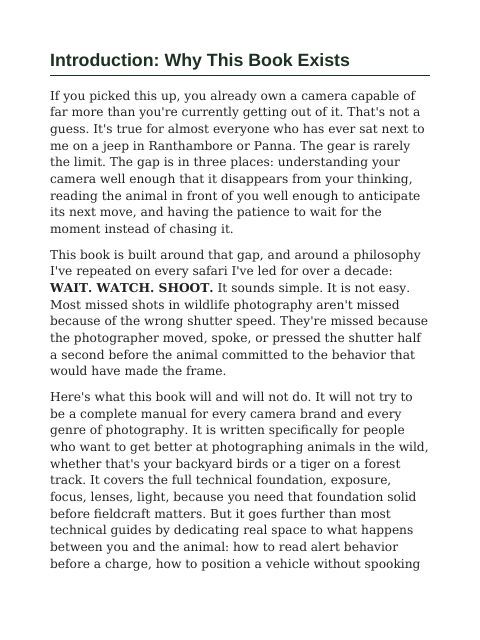 Introduction: Why This Book Exists
If you picked this up, you already own a camera capable of
far more than you're currently getting out of it. That's not a
guess. It's true for almost everyone who has ever sat next to
me on a jeep in Ranthambore or Panna. The gear is rarely
the limit. The gap is in three places: understanding your
camera well enough that it disappears from your thinking,
reading the animal in front of you well enough to anticipate
its next move, and having the patience to wait for the
moment instead of chasing it.
This book is built around that gap, and around a philosophy
I've repeated on every safari I've led for over a decade:
WAIT. WATCH. SHOOT. It sounds simple. It is not easy.
Most missed shots in wildlife photography aren't missed
because of the wrong shutter speed. They're missed because
the photographer moved, spoke, or pressed the shutter half
a second before the animal committed to the behavior that
would have made the frame.
Here's what this book will and will not do. It will not try to
be a complete manual for every camera brand and every
genre of photography. It is written specifically for people
who want to get better at photographing animals in the wild,
whether that's your backyard birds or a tiger on a forest
track. It covers the full technical foundation, exposure,
focus, lenses, light, because you need that foundation solid
before fieldcraft matters. But it goes further than most
technical guides by dedicating real space to what happens
between you and the animal: how to read alert behavior
before a charge, how to position a vehicle without spooking